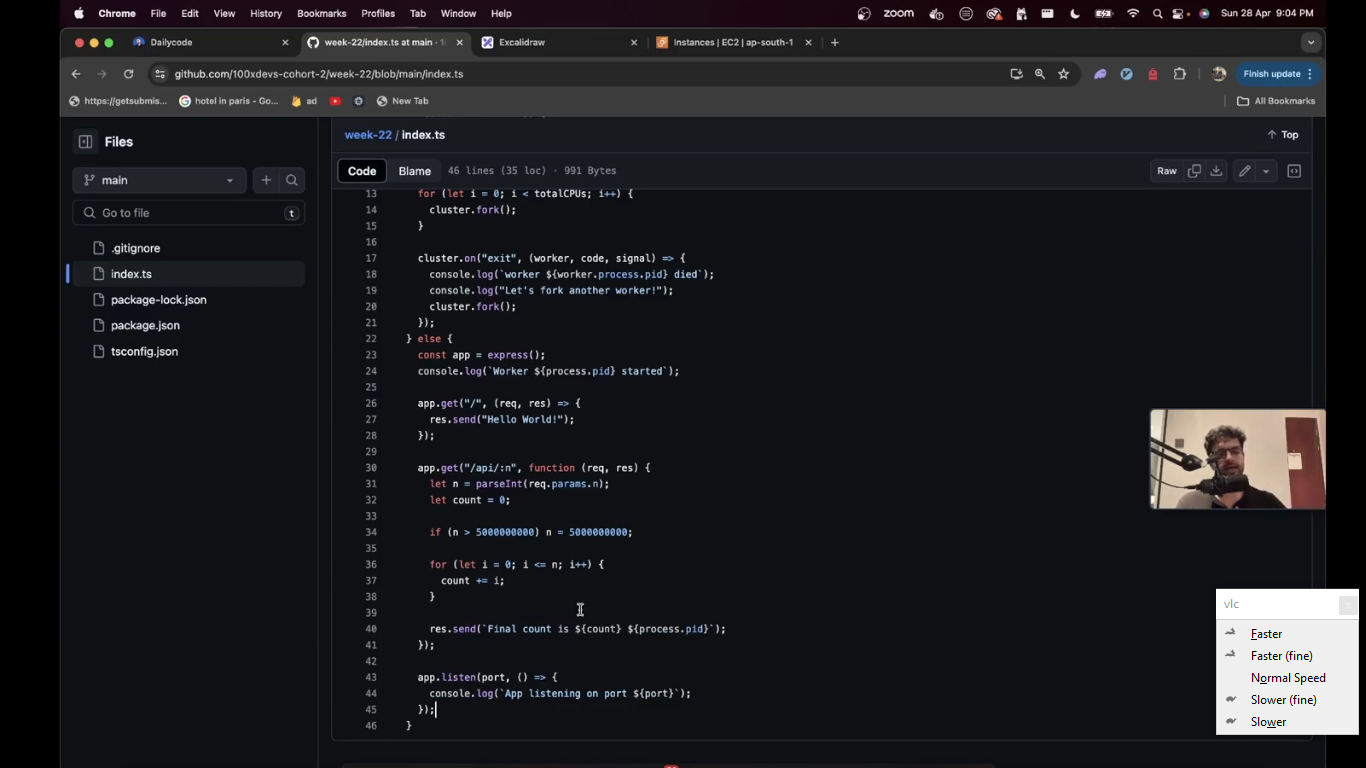 Chrome File Edit View History Bookmarks Profiles Tab Window Help
zoom
Sun 28 Apr 9:04 PM
Dailycode
week-22/index.ts at main · 1
Excalidraw
Instances | EC2 | ap-south-1
github.com/100xdevs-cohort-2/week-22/blob/main/index.ts
Finish update
https://getsubmis...
hotel in paris - Go...
ad
New Tab
All Bookmarks
Files
week-22 / index.ts
Top
main
Code
Blame
46 lines (35 loc) · 991 Bytes
Raw
Go to file
t
.gitignore
index.ts
package-lock.json
package.json
tsconfig.json
13 for (let i = 0; i < totalCPUs; i++) {
14 cluster.fork();
15 }
16
17 cluster.on("exit", (worker, code, signal) => {
18 console.log(`worker ${worker.process.pid} died`);
19 console.log("Let's fork another worker!");
20 cluster.fork();
21 });
22 } else {
23 const app = express();
24 console.log(`Worker ${process.pid} started`);
25
26 app.get("/", (req, res) => {
27 res.send("Hello World!");
28 });
29
30 app.get("/api/:n", function (req, res) {
31 let n = parseInt(req.params.n);
32 let count = 0;
33
34 if (n > 5000000000) n = 5000000000;
35
36 for (let i = 0; i <= n; i++) {
37 count += i;
38 }
39
40 res.send(`Final count is ${count} ${process.pid}`);
41 });
42
43 app.listen(port, () => {
44 console.log(`App listening on port ${port}`);
45 });
46 }
vlc
Faster
Faster (fine)
Normal Speed
Slower (fine)
Slower